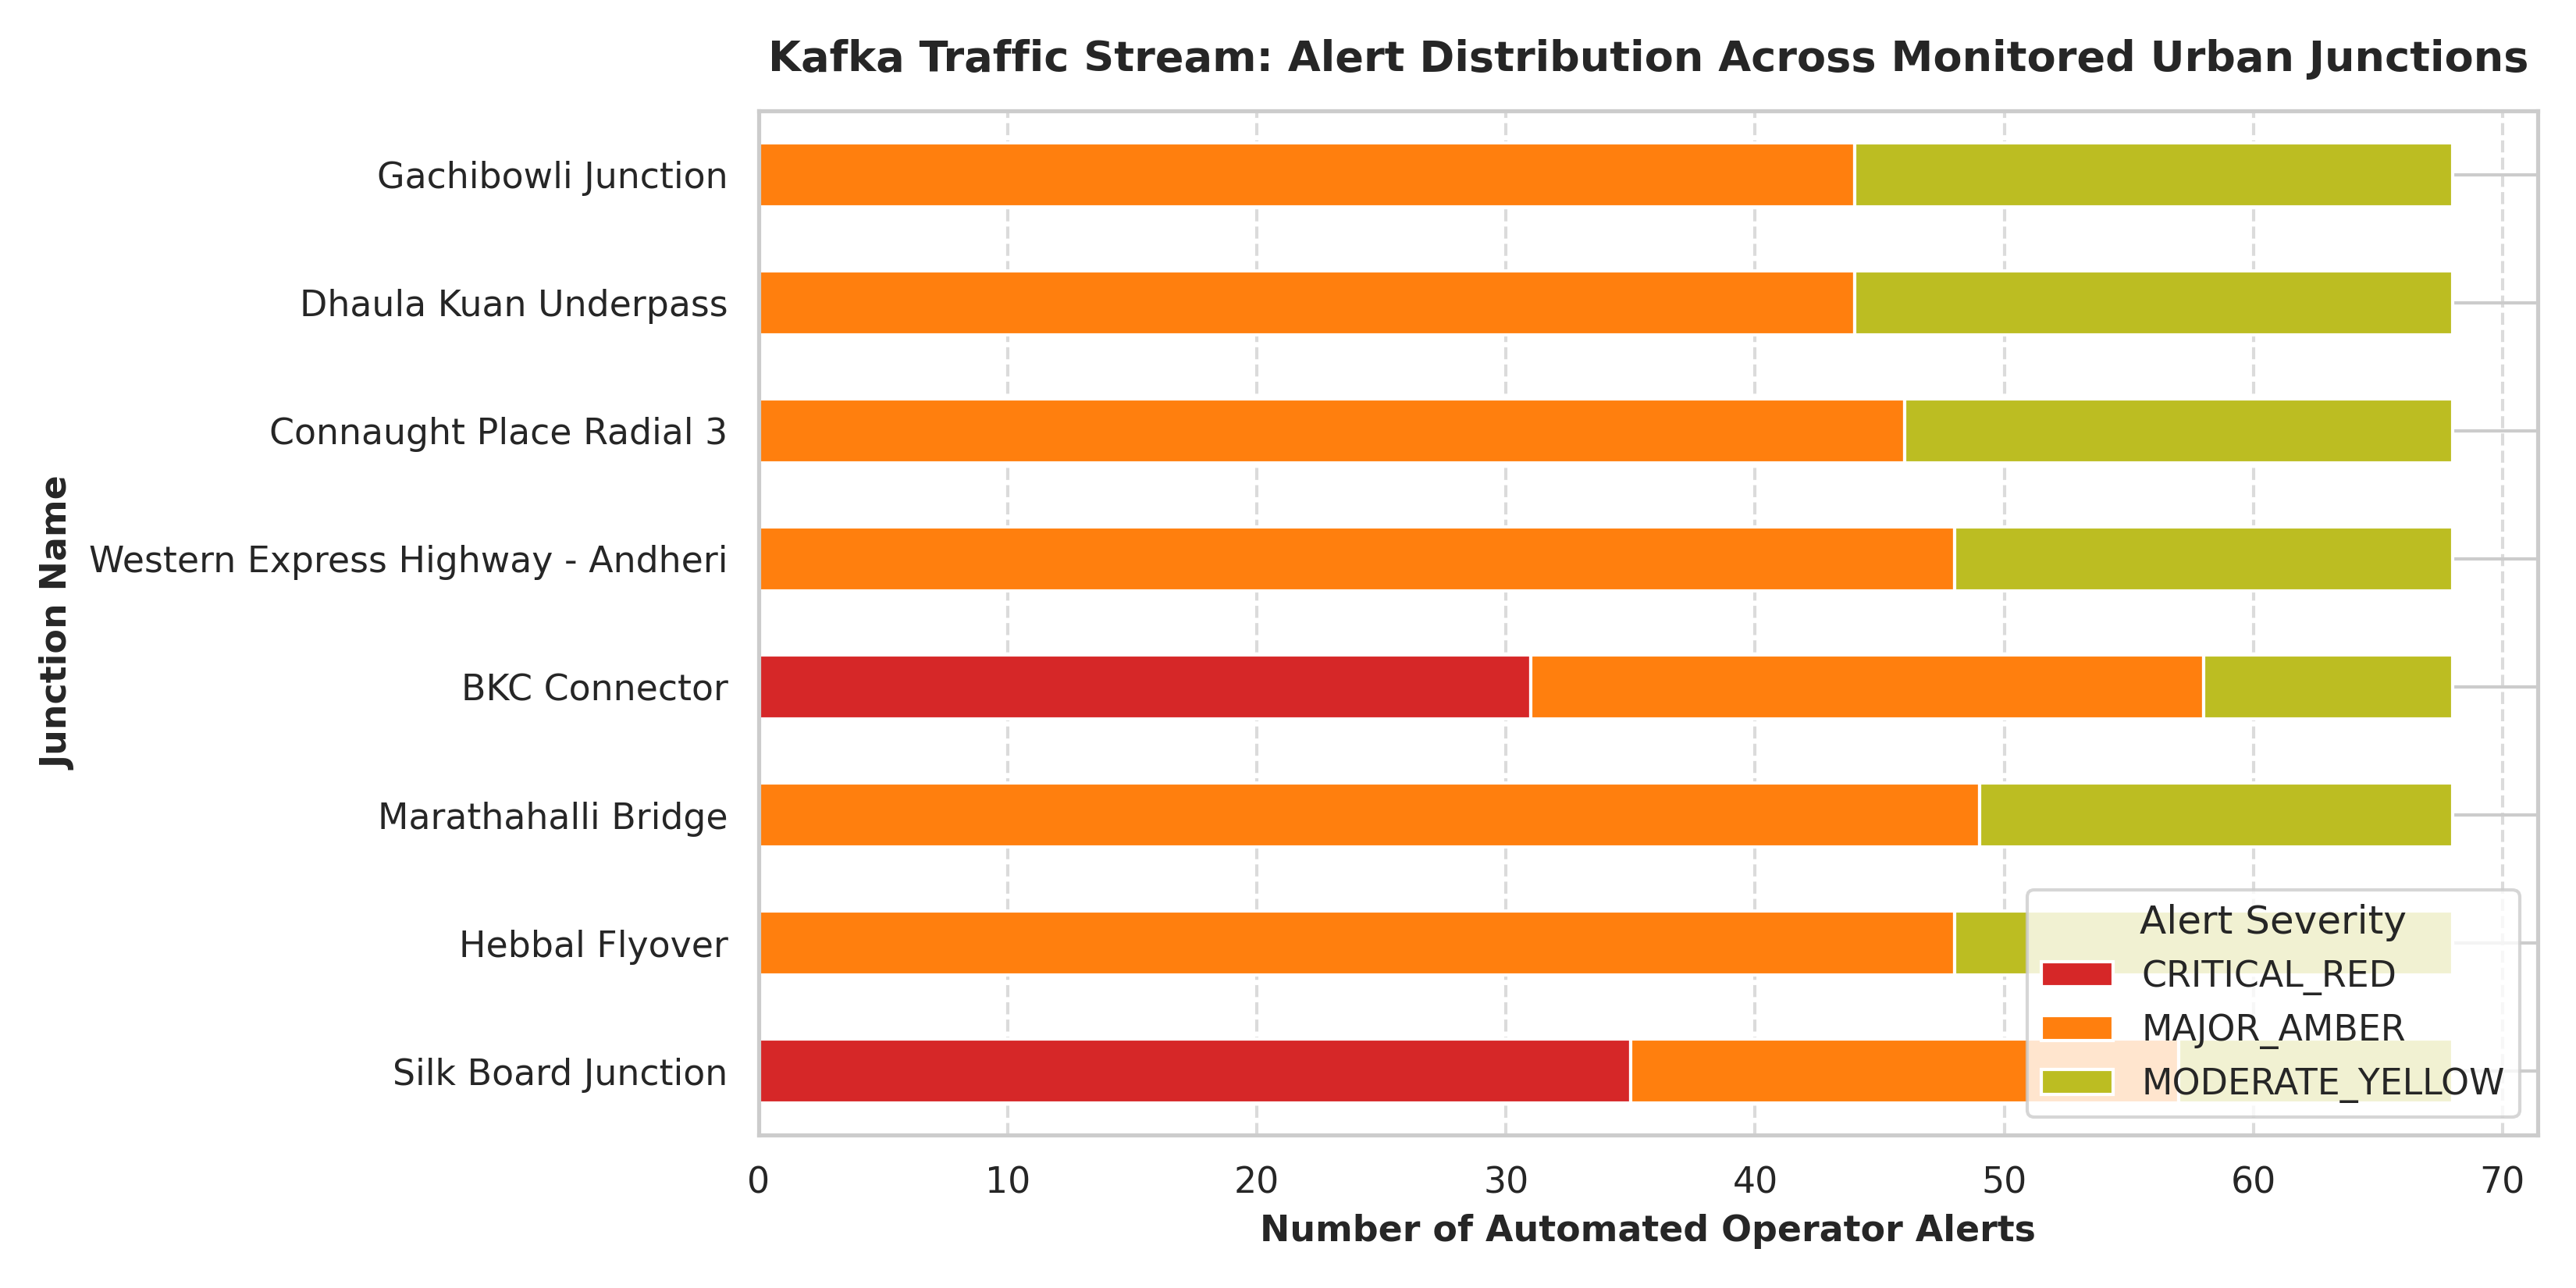 Kafka Traffic Stream: Alert Distribution Across Monitored Urban Junctions
Junction Name
Gachibowli Junction
Dhaula Kuan Underpass
Connaught Place Radial 3
Western Express Highway - Andheri
BKC Connector
Marathahalli Bridge
Hebbal Flyover
Silk Board Junction
Alert Severity
CRITICAL_RED
MAJOR_AMBER
MODERATE_YELLOW
0 10 20 30 40 50 60 70
Number of Automated Operator Alerts